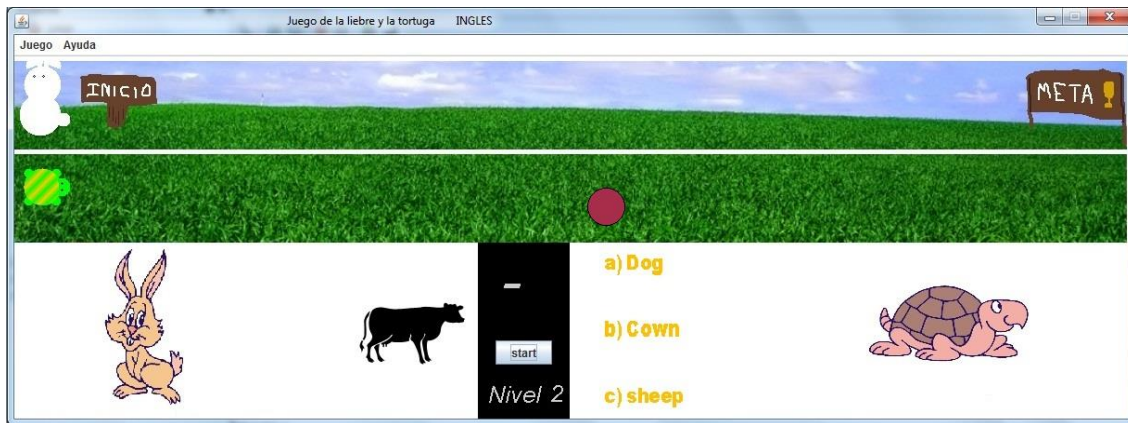 Juego de la liebre y la tortuga INGLES
Juego Ayuda
INICIO
META
a) Dog
b) Cown
c) sheep
-
start
Nivel 2